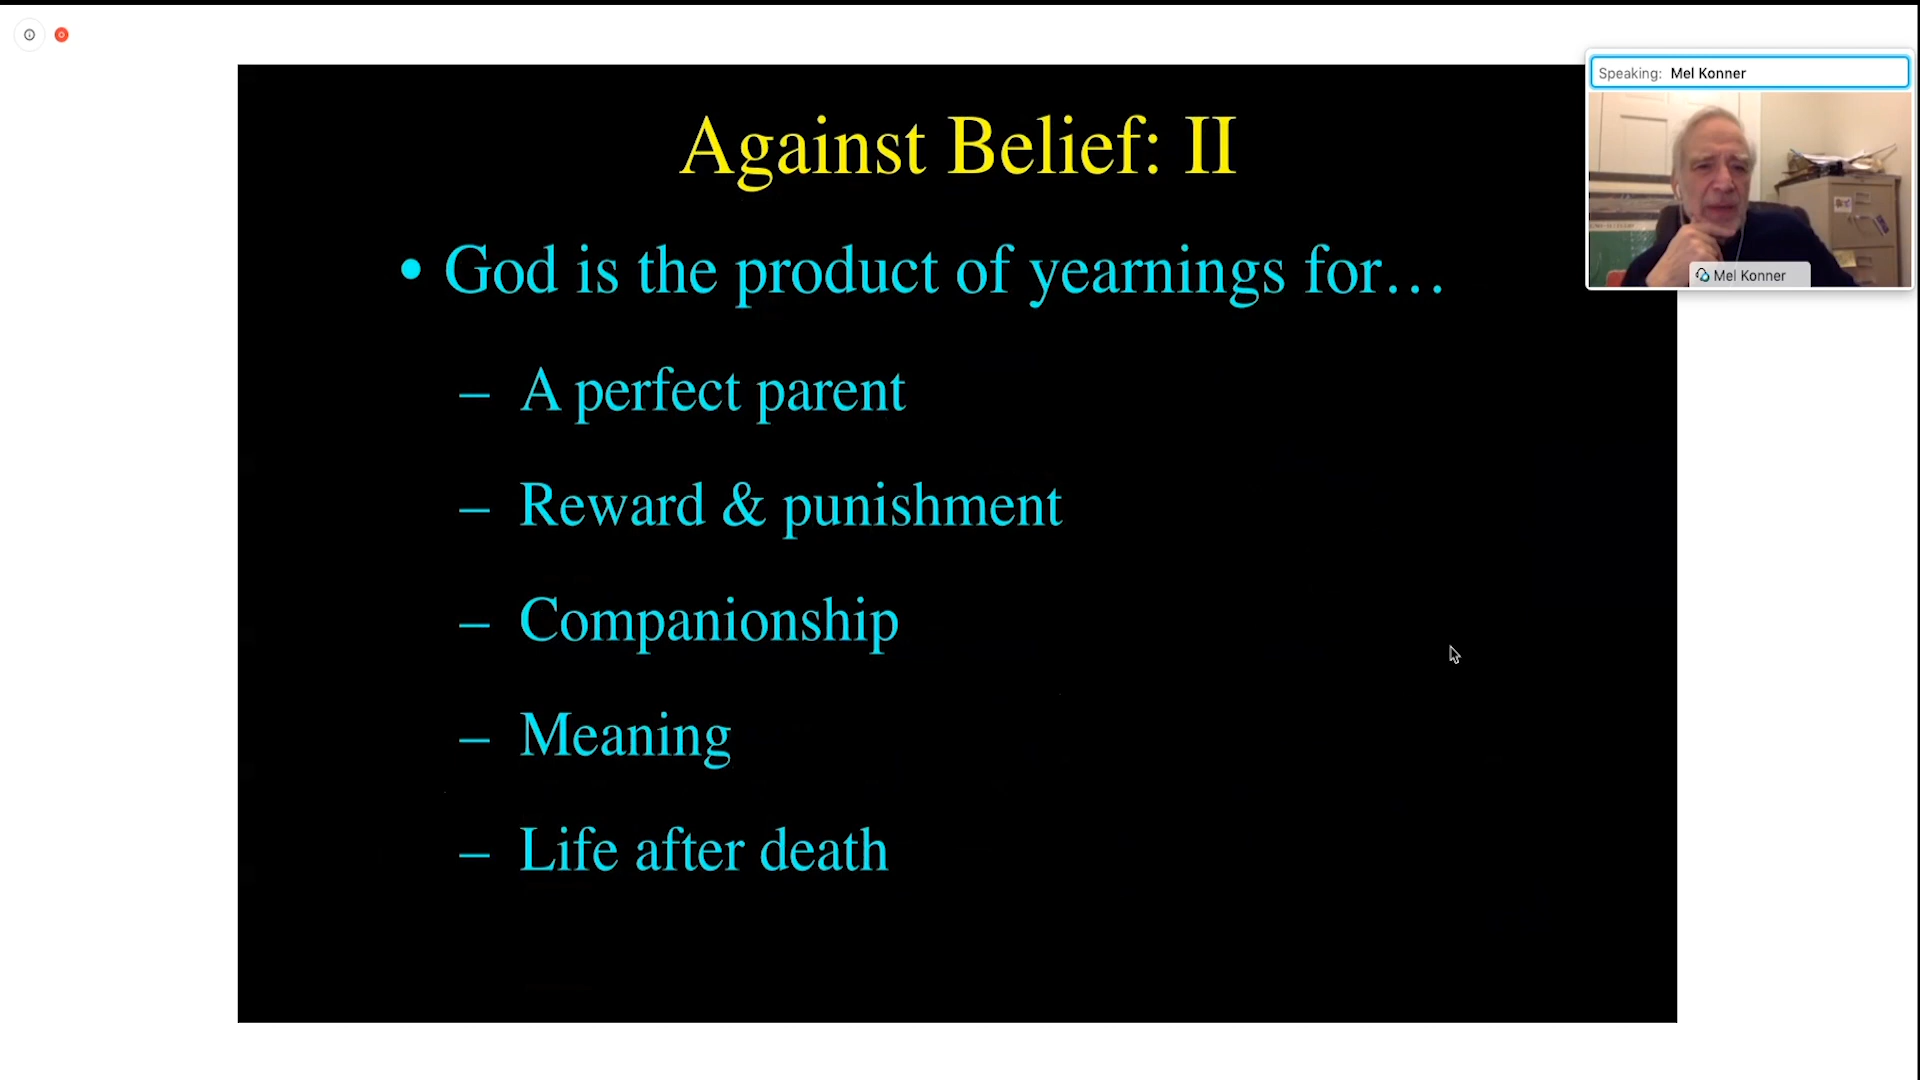 Speaking: Mel Konner
Against Belief: II
• God is the product of yearnings for…
– A perfect parent
– Reward & punishment
– Companionship
– Meaning
– Life after death
Mel Konner